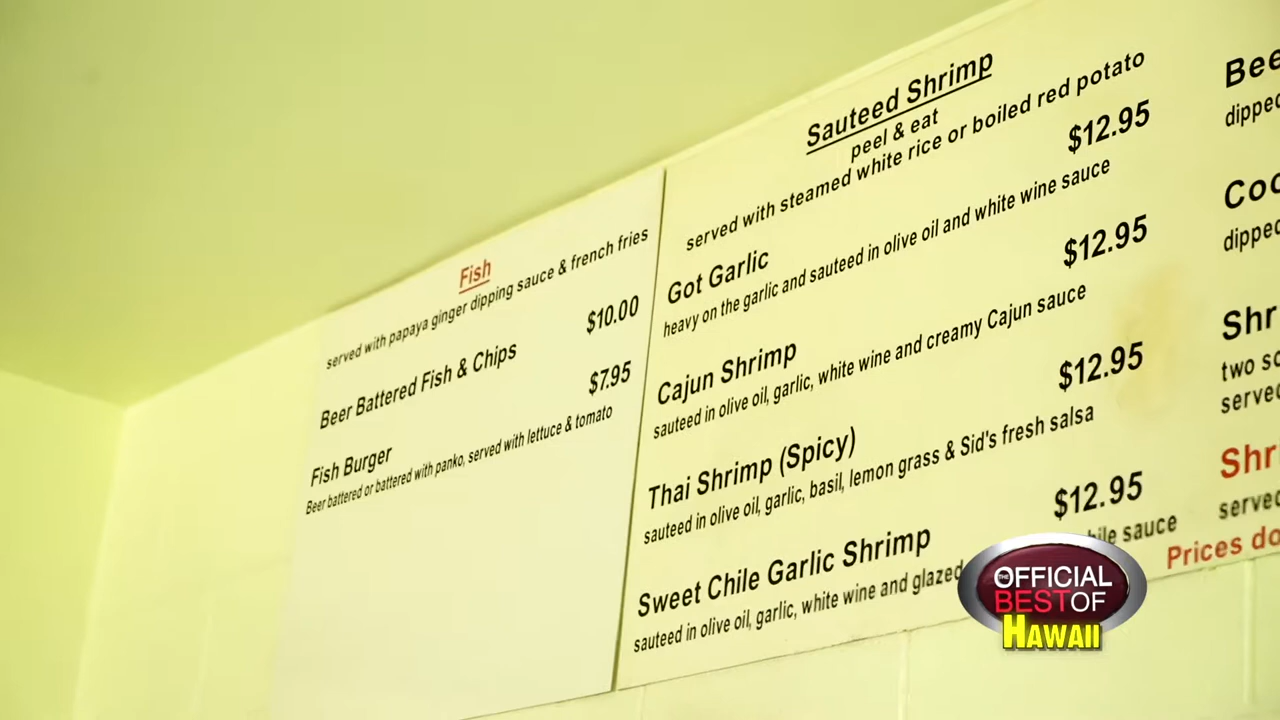 Fish
served with papaya ginger dipping sauce & french fries
$10.00
Beer Battered Fish & Chips
$7.95
Fish Burger
Beer battered or battered with panko, served with lettuce & tomato
Sauteed Shrimp
peel & eat
served with steamed white rice or boiled red potato
$12.95
Got Garlic
heavy on the garlic and sauteed in olive oil and white wine sauce
$12.95
Cajun Shrimp
sauteed in olive oil, garlic, white wine and creamy Cajun sauce
$12.95
Thai Shrimp (Spicy)
sauteed in olive oil, garlic, basil, lemon grass & Sid's fresh salsa
$12.95
Sweet Chile Garlic Shrimp
sauteed in olive oil, garlic, white wine and glazed hile sauce
Bee
dippe
Coc
dippe
Shr
two sc
serve
Shr
serve
Prices do
THE
OFFICIAL
BEST OF
HAWAII